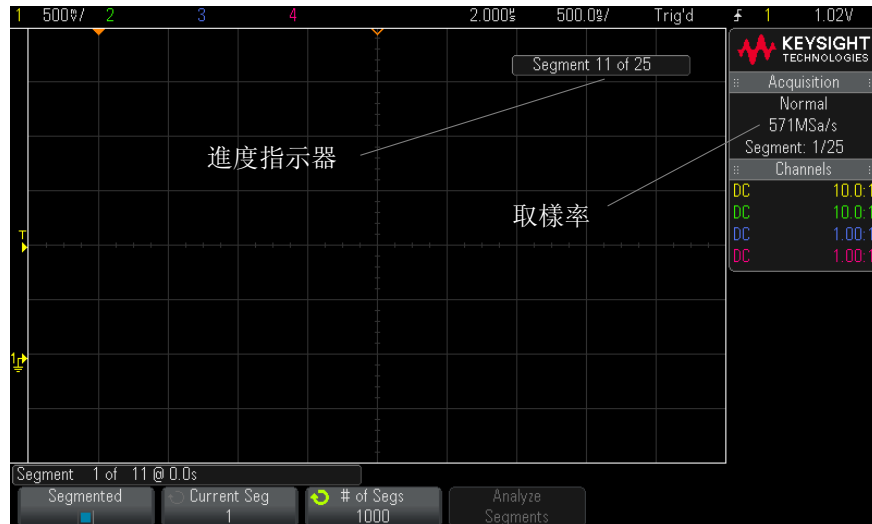 1 500mV/ 2 3 4 2.000s 500.0s/ Trig'd 1 1.02V
KEYSIGHT
TECHNOLOGIES
Segment 11 of 25
Acquisition
Normal
571MSa/s
進度指示器
Segment: 1/25
Channels
DC 10.0:1
取樣率
DC 10.0:1
DC 1.00:1
T
DC 1.00:1
1
Segment 1 of 11 @ 0.0s
Segmented
Current Seg
1
# of Segs
1000
Analyze
Segments